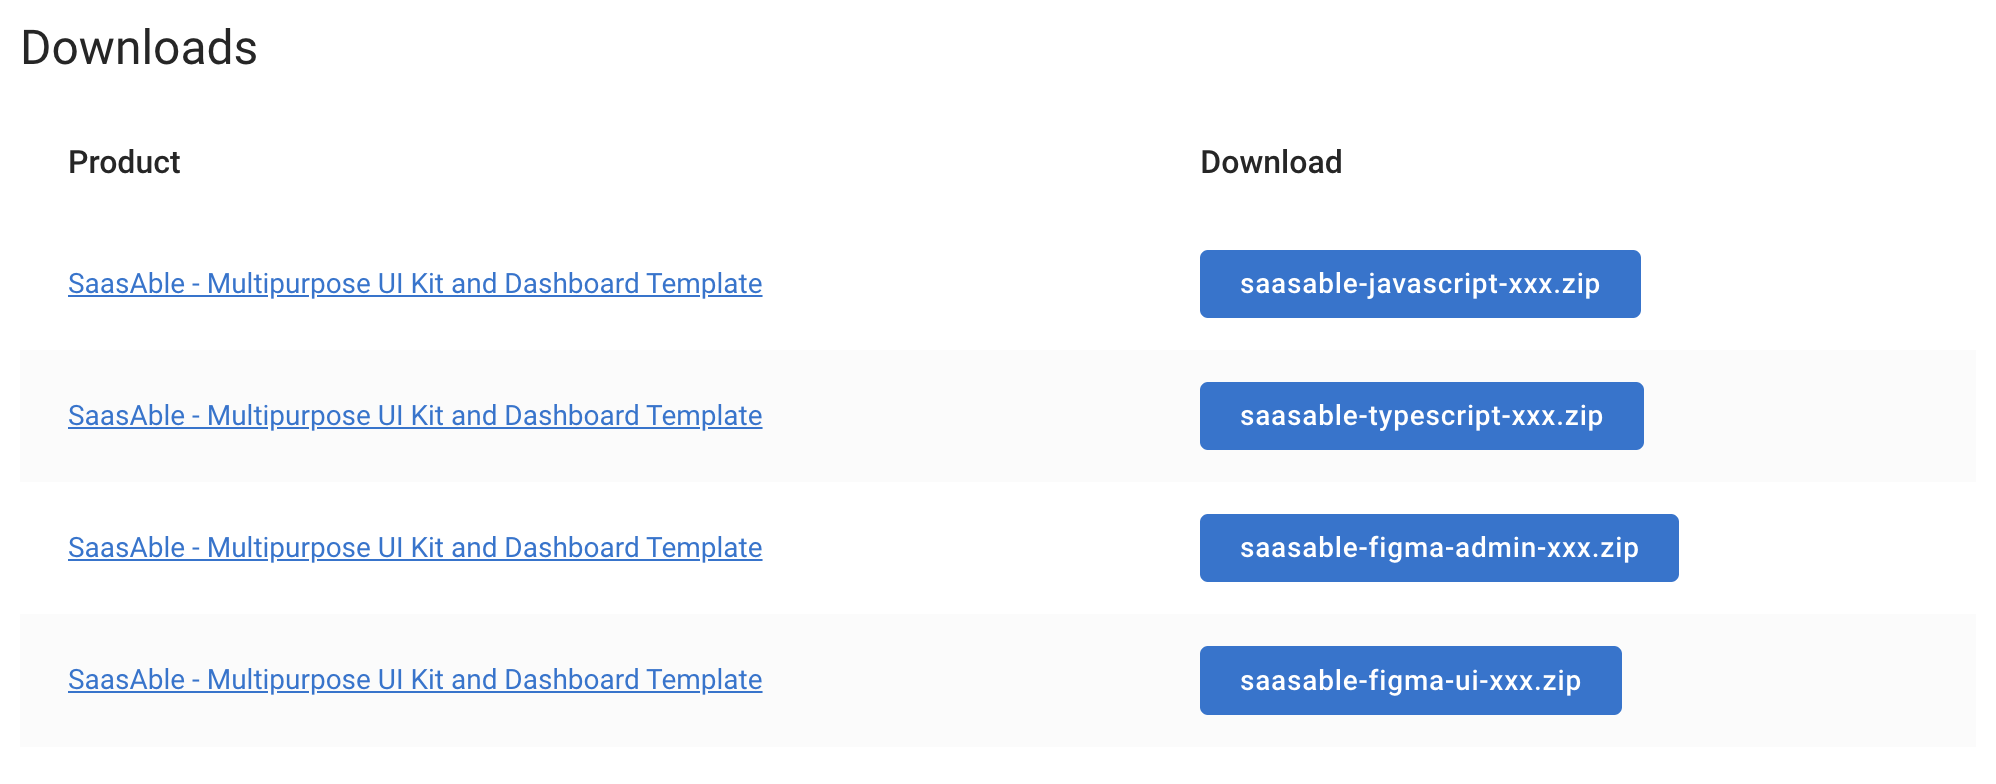 Downloads
Product Download
SaasAble - Multipurpose UI Kit and Dashboard Template saasable-javascript-xxx.zip
SaasAble - Multipurpose UI Kit and Dashboard Template saasable-typescript-xxx.zip
SaasAble - Multipurpose UI Kit and Dashboard Template saasable-figma-admin-xxx.zip
SaasAble - Multipurpose UI Kit and Dashboard Template saasable-figma-ui-xxx.zip